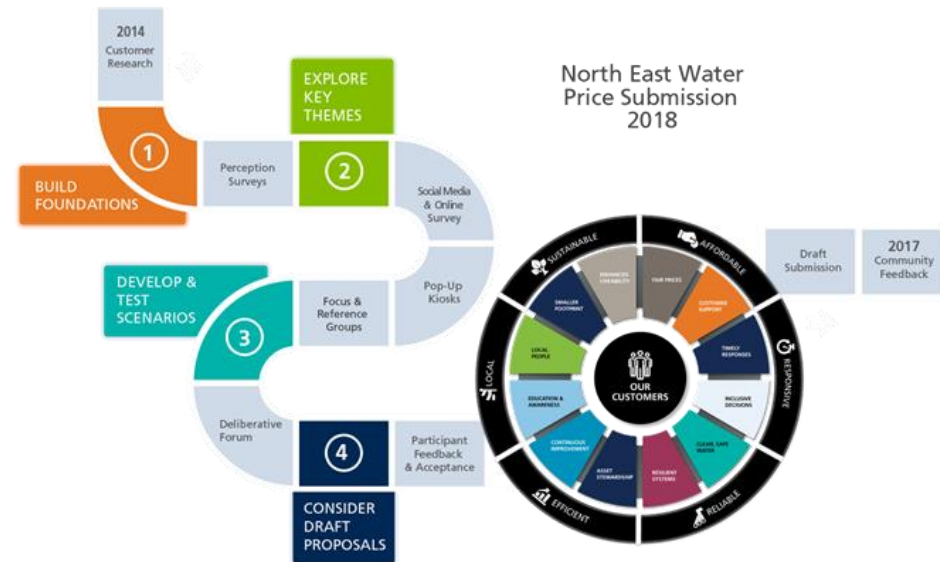 2014
Customer
Research
1
BUILD
FOUNDATIONS
Perception
Surveys
EXPLORE
KEY
THEMES
2
Social Media
& Online
Survey
Pop-Up
Kiosks
Focus &
Reference
Groups
DEVELOP &
TEST
SCENARIOS
3
Deliberative
Forum
4
CONSIDER
DRAFT
PROPOSALS
Participant
Feedback
& Acceptance
North East Water
Price Submission
2018
SUSTAINABLE
AFFORDABLE
RESPONSIVE
RELIABLE
EFFICIENT
LOCAL
ENHANCED
LIVEABILITY
OUR PRICES
CUSTOMER
SUPPORT
TIMELY
RESPONSES
INCLUSIVE
DECISIONS
CLEAN, SAFE
WATER
RESILIENT
SYSTEMS
ASSET
STEWARDSHIP
CONTINUOUS
IMPROVEMENT
EDUCATION &
AWARENESS
LOCAL
PEOPLE
SMALLER
FOOTPRINT
OUR
CUSTOMERS
Draft
Submission
2017
Community
Feedback